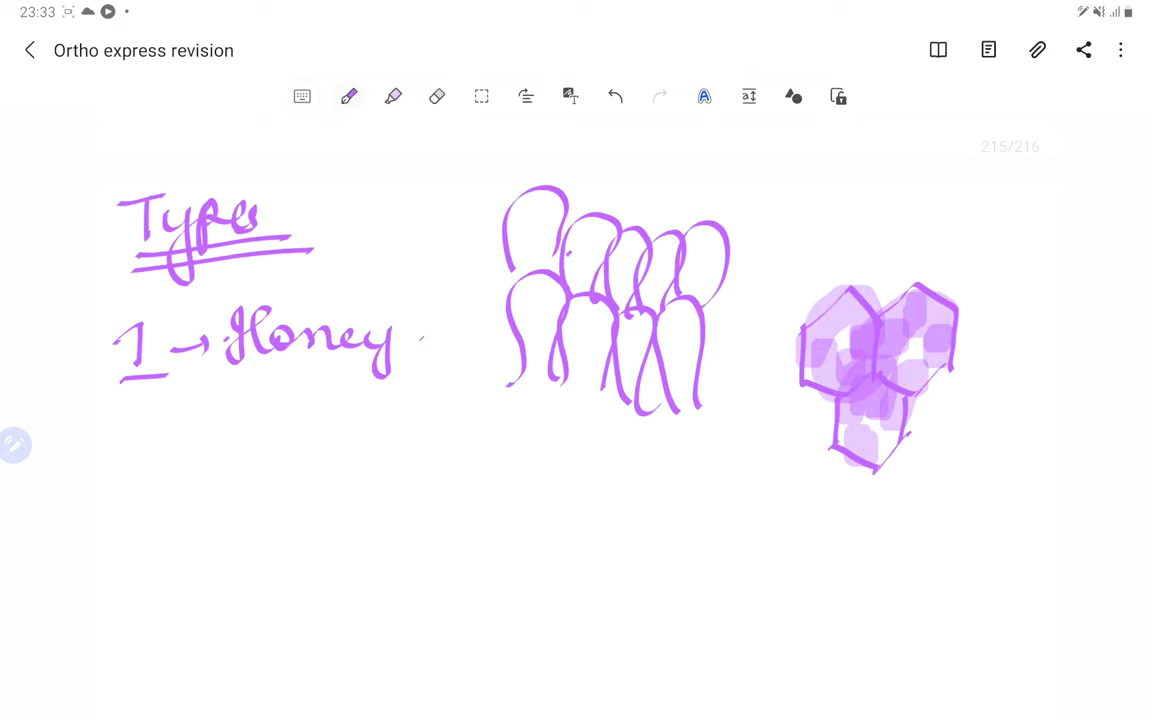 23:33
Ortho express revision
215/216
Types
1 → Honey